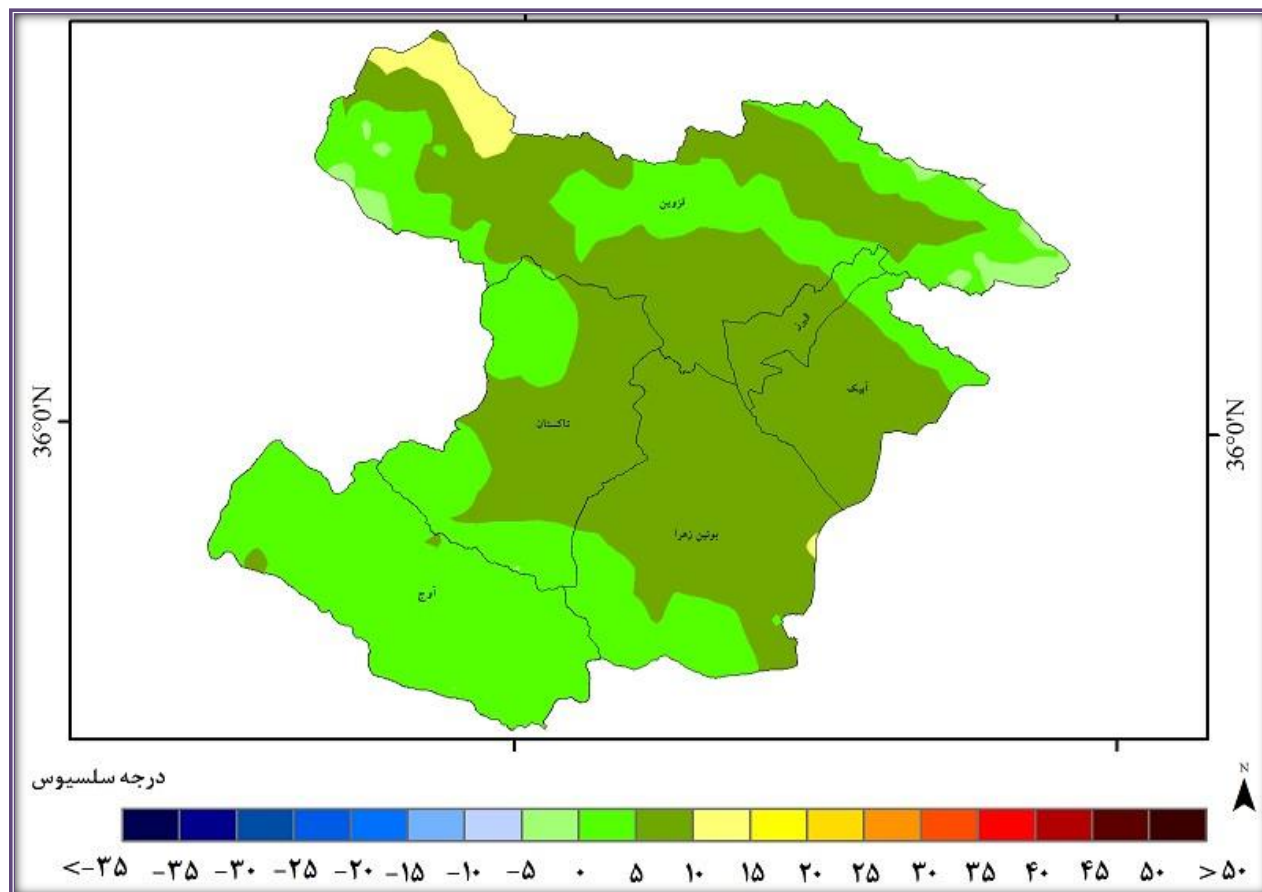 قزوین
البرز
آبیک
36°0'N
36°0'N
تاکستان
بوئین زهرا
آوج
درجه سلسیوس
N
<-۳۵ -۳۵ -۳۰ -۲۵ -۲۰ -۱۵ -۱۰ -۵ ۰ ۵ ۱۰ ۱۵ ۲۰ ۲۵ ۳۰ ۳۵ ۴۰ ۴۵ ۵۰ >۵۰